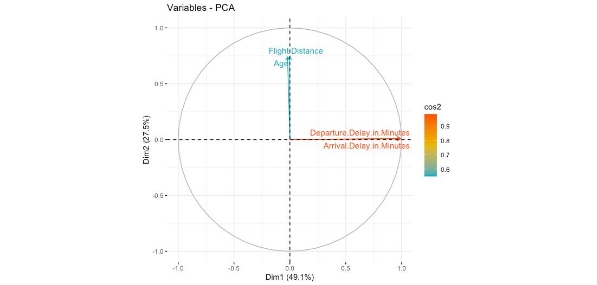 Variables - PCA
1.0
0.5
0.0
-0.5
-1.0
Dim2 (27.5%)
Flight.Distance
Age
Departure.Delay.in.Minutes
Arrival.Delay.in.Minutes
-1.0 -0.5 0.0 0.5 1.0
Dim1 (49.1%)
cos2
0.9
0.8
0.7
0.6